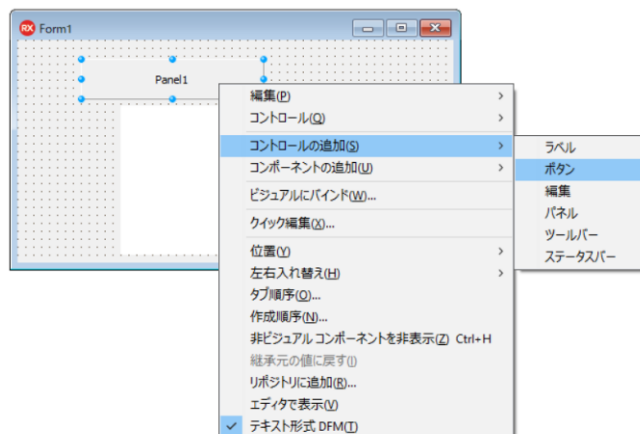 RX Form1
Panel1
編集(P)
コントロール(Q)
コントロールの追加(S)
コンポーネントの追加(U)
ビジュアルにバインド(W)...
クイック編集(X)...
位置(Y)
左右入れ替え(H)
タブ順序(O)...
作成順序(N)...
非ビジュアル コンポーネントを非表示(Z) Ctrl+H
継承元の値に戻す(I)
リポジトリに追加(R)...
エディタで表示(V)
テキスト形式 DFM(T)
ラベル
ボタン
編集
パネル
ツールバー
ステータスバー